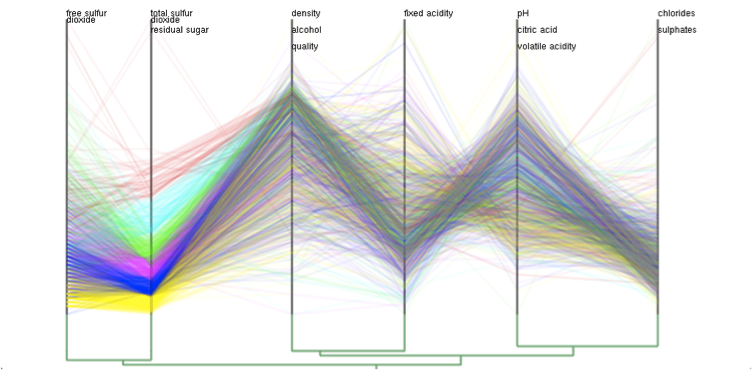 free sulfur
dioxide
total sulfur
dioxide
residual sugar
density
alcohol
quality
fixed acidity
pH
citric acid
volatile acidity
chlorides
sulphates